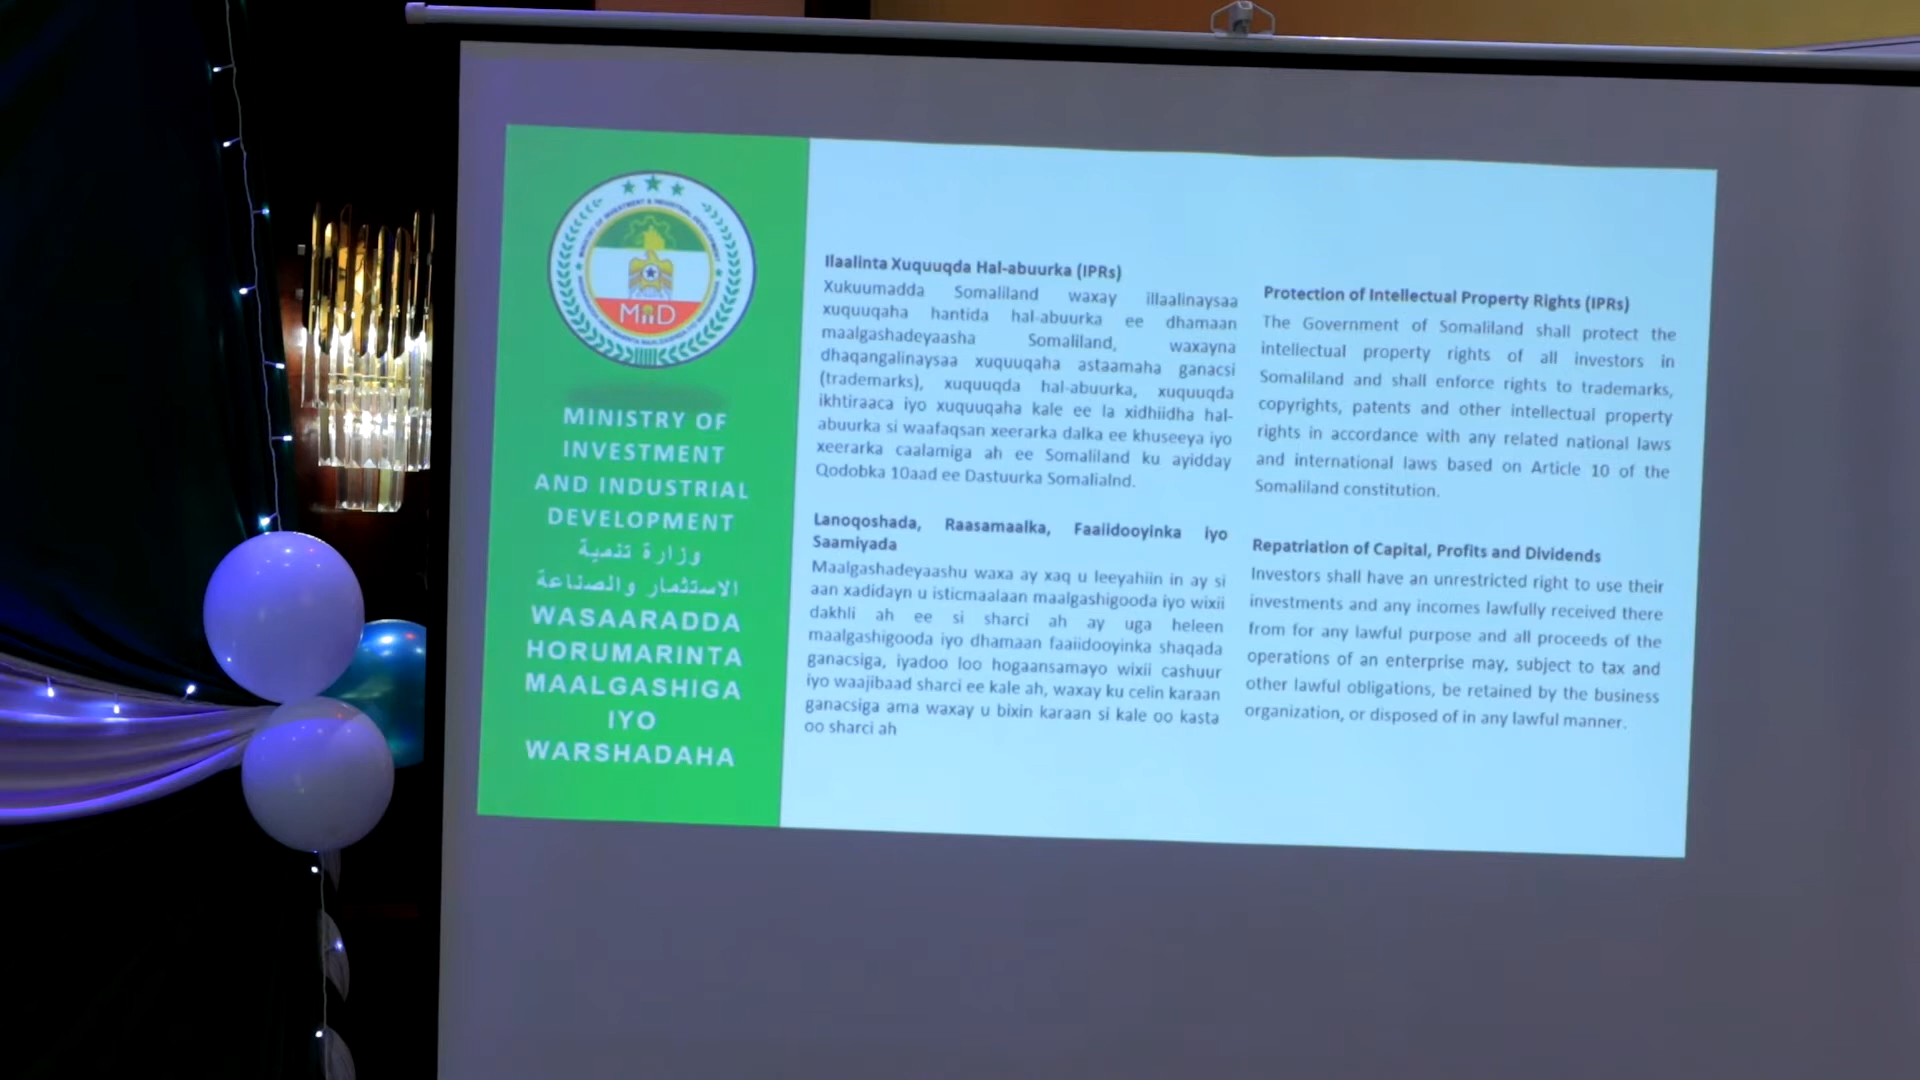 MINISTRY OF INVESTMENT & INDUSTRIAL DEVELOPMENT
MiiD
MINISTRY OF
INVESTMENT
AND INDUSTRIAL
DEVELOPMENT
وزارة تنمية
الاستثمار والصناعة
WASAARADDA
HORUMARINTA
MAALGASHIGA
IYO
WARSHADAHA
Ilaalinta Xuquuqda Hal-abuurka (IPRs)
Xukuumadda Somaliland waxay illaalinaysaa
xuquuqaha hantida hal-abuurka ee dhamaan
maalgashadeyaasha Somaliland, waxayna
dhaqangalinaysaa xuquuqaha astaamaha ganacsi
(trademarks), xuquuqda hal-abuurka, xuquuqda
ikhtiraaca iyo xuquuqaha kale ee la xidhiidha hal-
abuurka si waafaqsan xeerarka dalka ee khuseeya iyo
xeerarka caalamiga ah ee Somaliland ku ayidday
Qodobka 10aad ee Dastuurka Somalialnd.
Lanoqoshada, Raasamaalka, Faaiidooyinka iyo
Saamiyada
Maalgashadeyaashu waxa ay xaq u leeyahiin in ay si
aan xadidayn u isticmaalaan maalgashigooda iyo wixii
dakhli ah ee si sharci ah ay uga heleen
maalgashigooda iyo dhamaan faaiidooyinka shaqada
ganacsiga, iyadoo loo hogaansamayo wixii cashuur
iyo waajibaad sharci ee kale ah, waxay ku celin karaan
ganacsiga ama waxay u bixin karaan si kale oo kasta
oo sharci ah
Protection of Intellectual Property Rights (IPRs)
The Government of Somaliland shall protect the
intellectual property rights of all investors in
Somaliland and shall enforce rights to trademarks,
copyrights, patents and other intellectual property
rights in accordance with any related national laws
and international laws based on Article 10 of the
Somaliland constitution.
Repatriation of Capital, Profits and Dividends
Investors shall have an unrestricted right to use their
investments and any incomes lawfully received there
from for any lawful purpose and all proceeds of the
operations of an enterprise may, subject to tax and
other lawful obligations, be retained by the business
organization, or disposed of in any lawful manner.